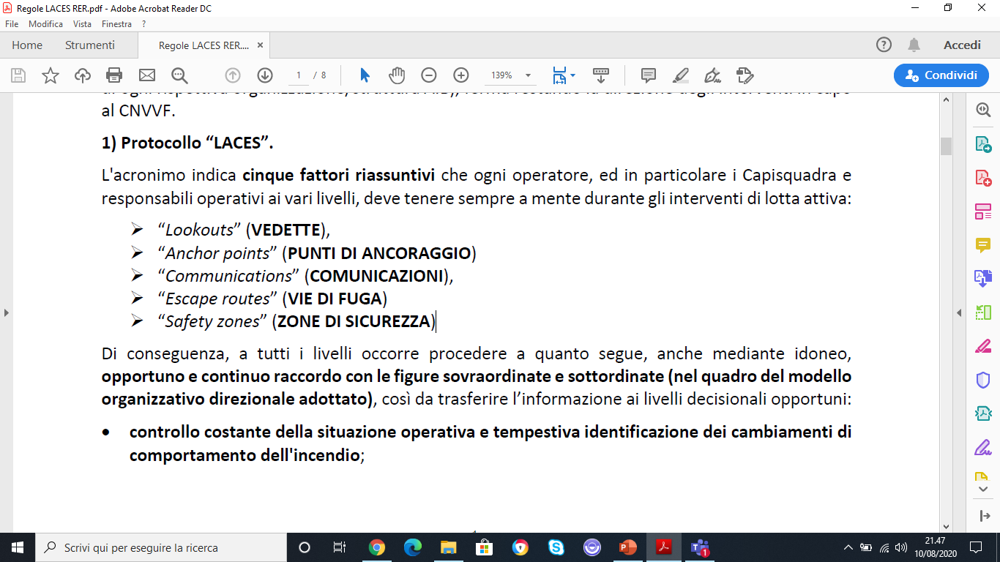 Regole LACES RER.pdf - Adobe Acrobat Reader DC
File Modifica Vista Finestra ?
Home Strumenti Regole LACES RER.... × Accedi
1 / 8 139% Condividi
al CNVVF.
1) Protocollo “LACES”.
L'acronimo indica cinque fattori riassuntivi che ogni operatore, ed in particolare i Capisquadra e
responsabili operativi ai vari livelli, deve tenere sempre a mente durante gli interventi di lotta attiva:
➢ “Lookouts” (VEDETTE),
➢ “Anchor points” (PUNTI DI ANCORAGGIO)
➢ “Communications” (COMUNICAZIONI),
➢ “Escape routes” (VIE DI FUGA)
➢ “Safety zones” (ZONE DI SICUREZZA)
Di conseguenza, a tutti i livelli occorre procedere a quanto segue, anche mediante idoneo,
opportuno e continuo raccordo con le figure sovraordinate e sottordinate (nel quadro del modello
organizzativo direzionale adottato), così da trasferire l’informazione ai livelli decisionali opportuni:
• controllo costante della situazione operativa e tempestiva identificazione dei cambiamenti di
comportamento dell'incendio;
Scrivi qui per eseguire la ricerca
1
21.47
10/08/2020